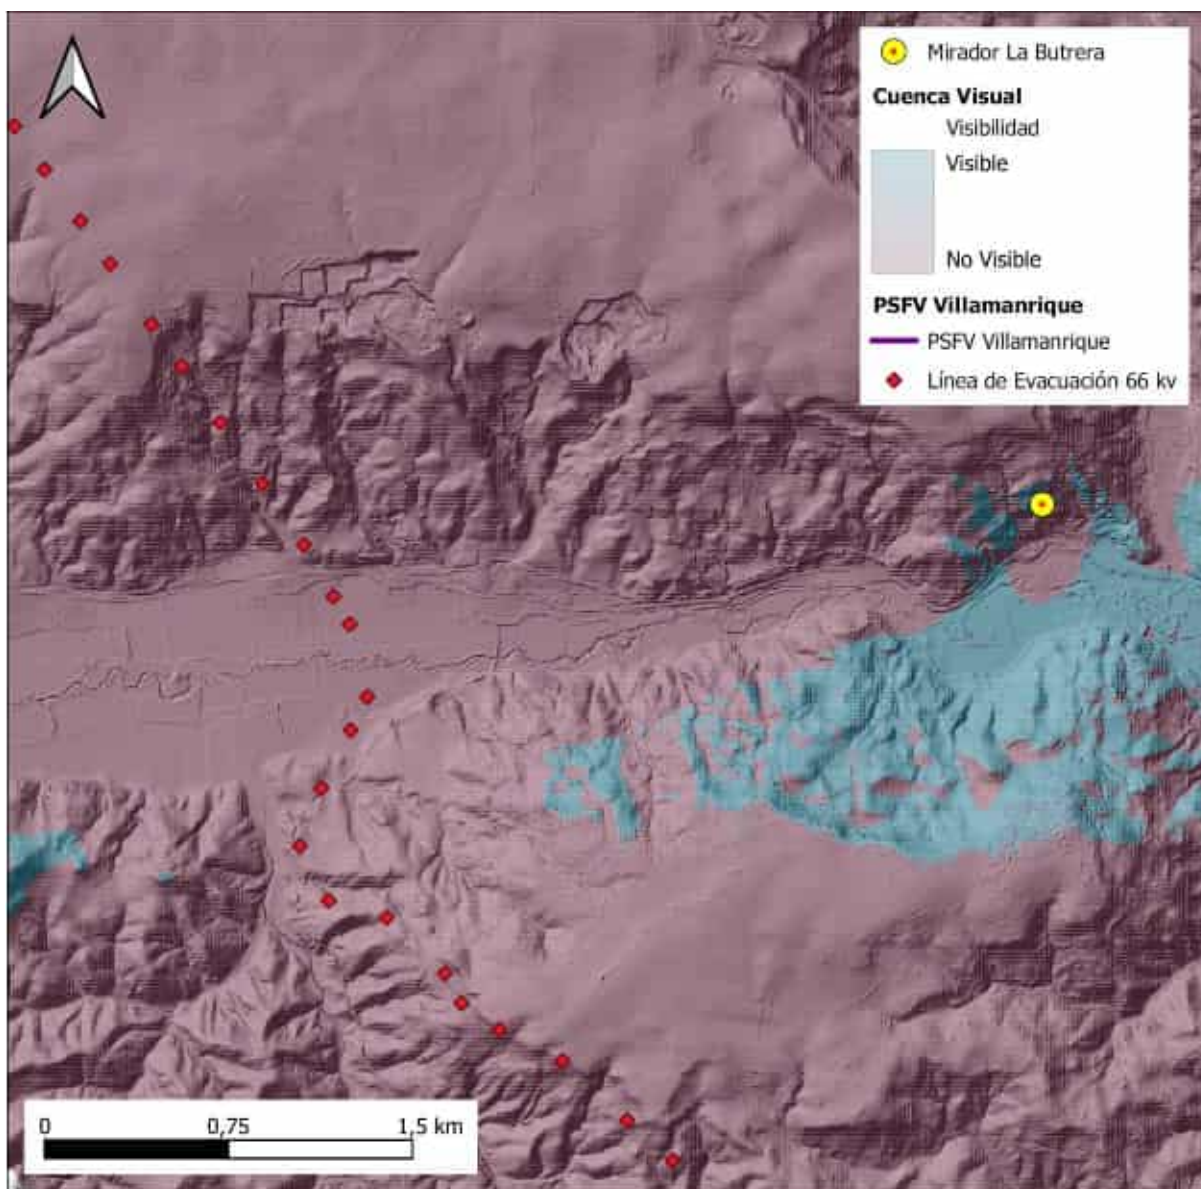 Mirador La Butrera
Cuenca Visual
Visibilidad
Visible
No Visible
PSFV Villamanrique
PSFV Villamanrique
Línea de Evacuación 66 kv
0 0,75 1,5 km